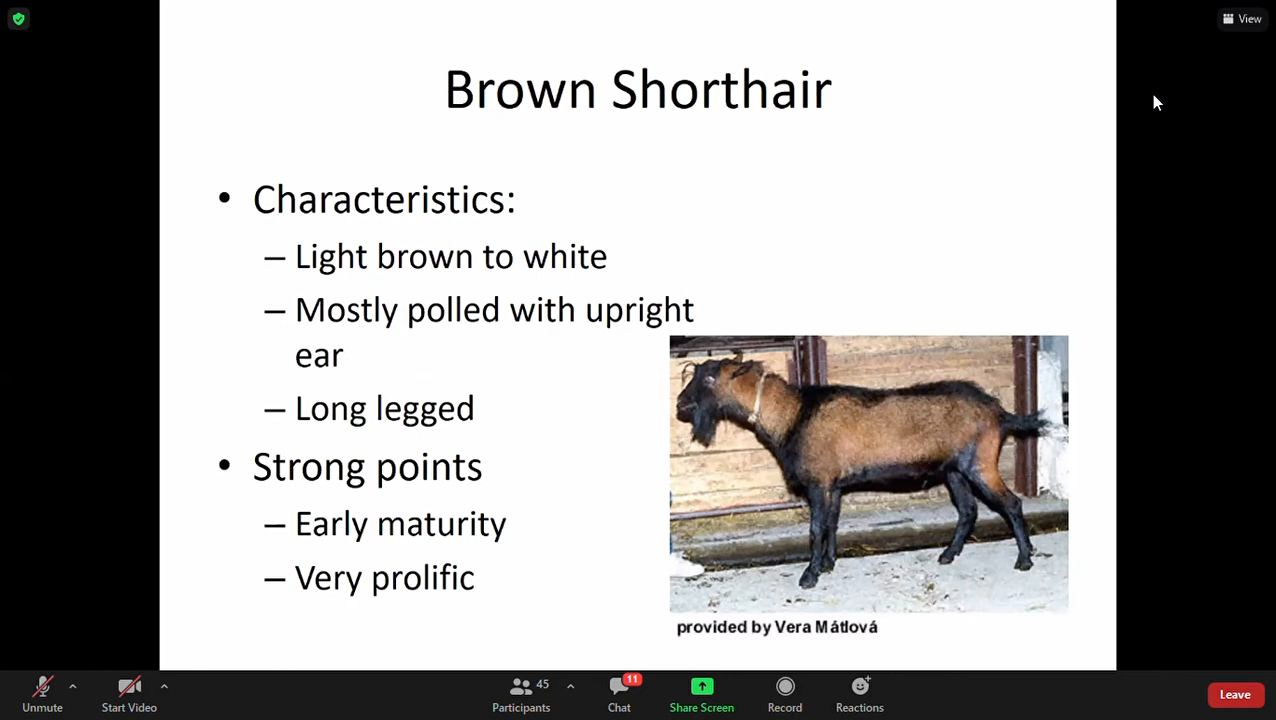 View
Brown Shorthair
• Characteristics:
– Light brown to white
– Mostly polled with upright
ear
– Long legged
• Strong points
– Early maturity
– Very prolific
provided by Vera Mátlová
Unmute
Start Video
45
Participants
11
Chat
Share Screen
Record
Reactions
Leave